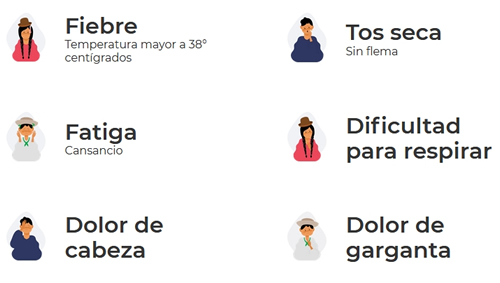 Fiebre
Temperatura mayor a 38°
centígrados
Tos seca
Sin flema
Fatiga
Cansancio
Dificultad
para respirar
Dolor de
cabeza
Dolor de
garganta